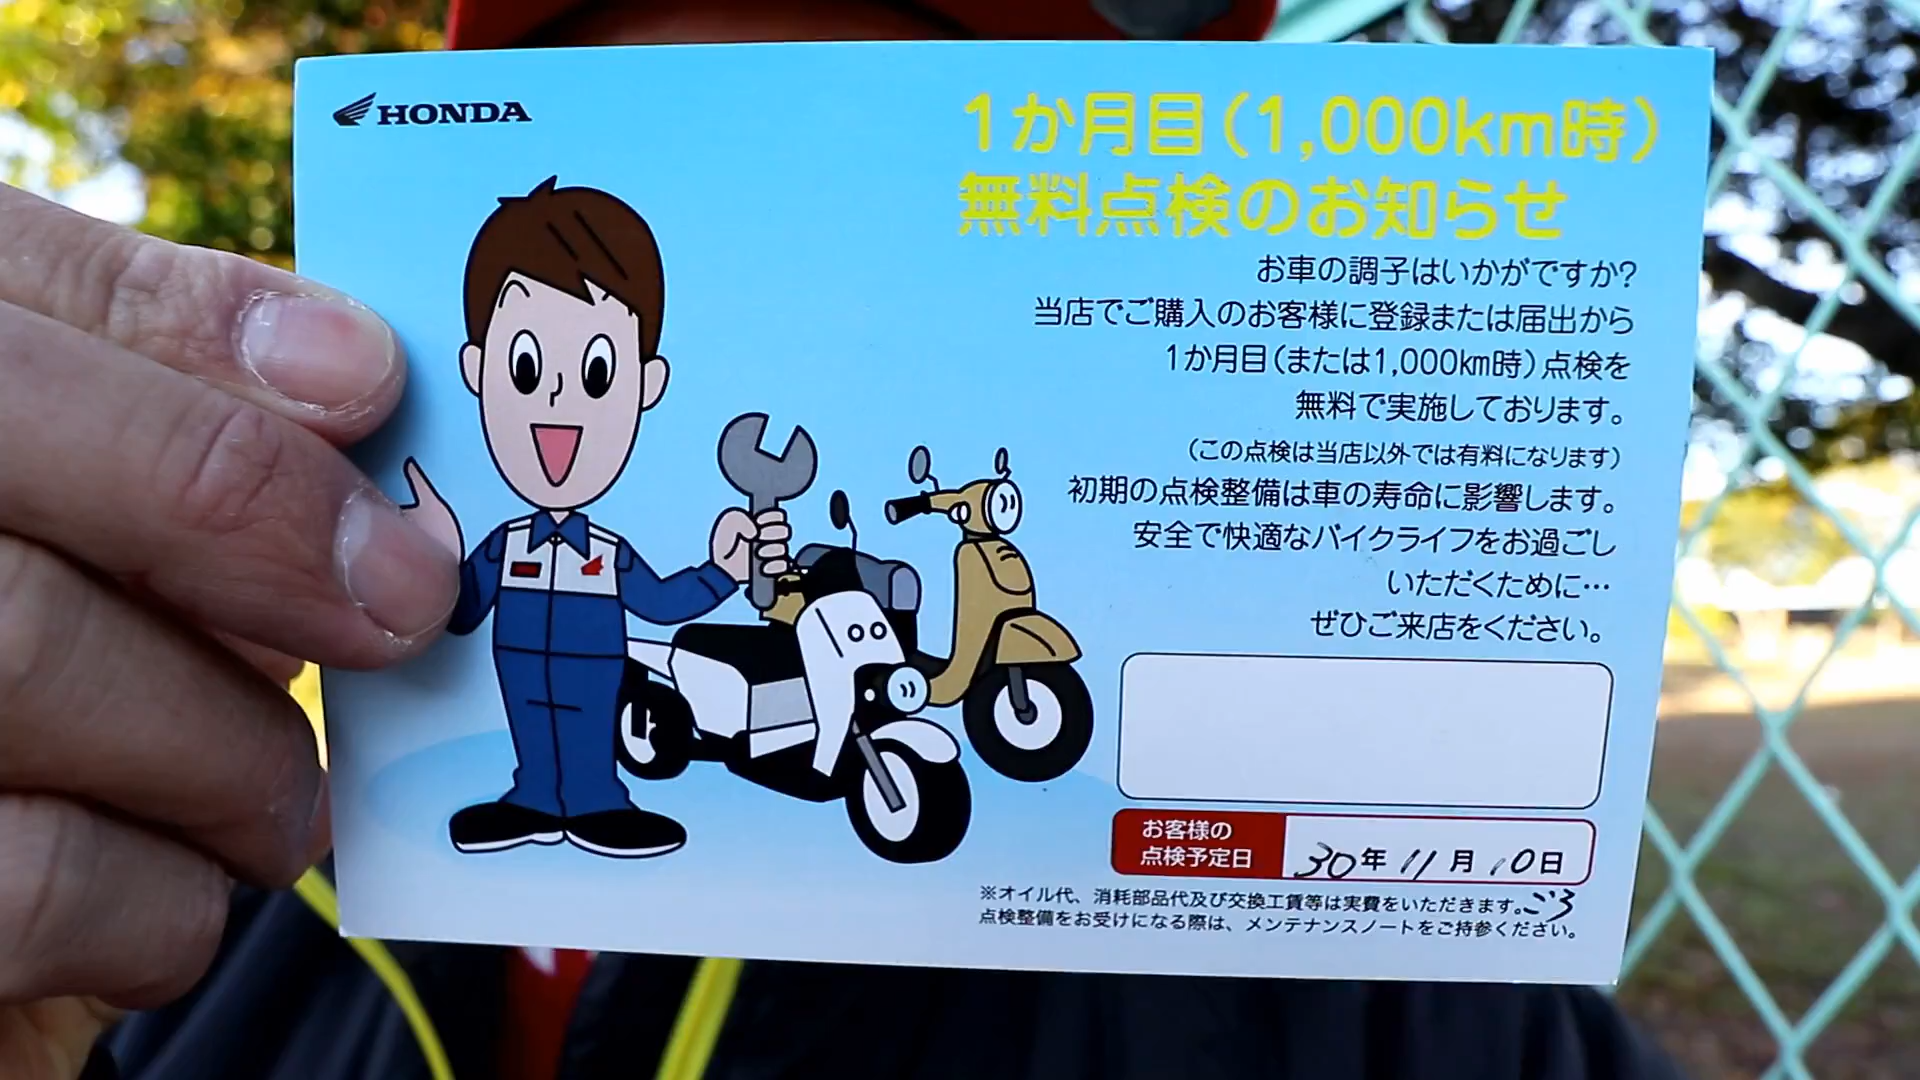 HONDA
1か月目(1,000km時)
無料点検のお知らせ
お車の調子はいかがですか?
当店でご購入のお客様に登録または届出から
1か月目(または1,000km時)点検を
無料で実施しております。
(この点検は当店以外では有料になります)
初期の点検整備は車の寿命に影響します。
安全で快適なバイクライフをお過ごし
いただくために…
ぜひご来店をください。
お客様の
点検予定日 30年11月10日
ごろ
※オイル代、消耗部品代及び交換工賃等は実費をいただきます。
点検整備をお受けになる際は、メンテナンスノートをご持参ください。